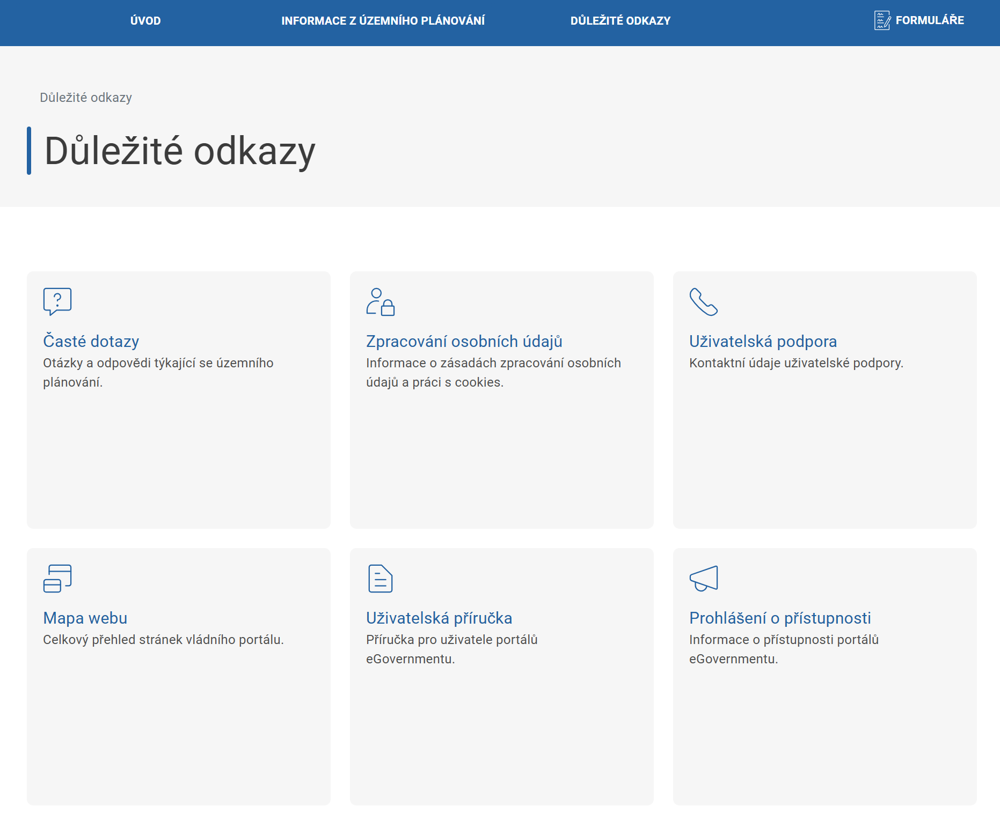 ÚVOD
INFORMACE Z ÚZEMNÍHO PLÁNOVÁNÍ
DŮLEŽITÉ ODKAZY
FORMULÁŘE
Důležité odkazy
Důležité odkazy
Časté dotazy
Otázky a odpovědi týkající se územního
plánování.
Zpracování osobních údajů
Informace o zásadách zpracování osobních
údajů a práci s cookies.
Uživatelská podpora
Kontaktní údaje uživatelské podpory.
Mapa webu
Celkový přehled stránek vládního portálu.
Uživatelská příručka
Příručka pro uživatele portálů
eGovernmentu.
Prohlášení o přístupnosti
Informace o přístupnosti portálů
eGovernmentu.